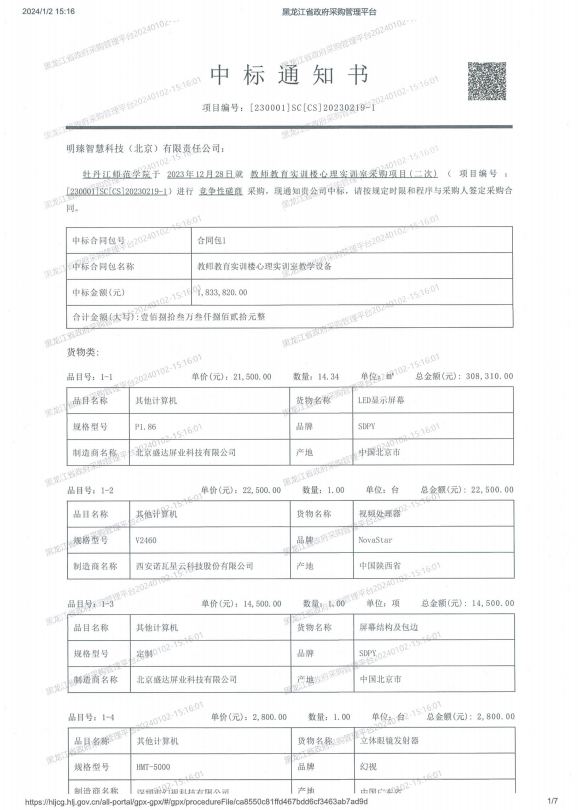 2024/1/2 15:16 黑龙江省政府采购管理平台
中标通知书
项目编号：[230001]SC[CS]20230219-1
明臻智慧科技（北京）有限责任公司：
牡丹江师范学院于 2023年12月28日就 教师教育实训楼心理实训室采购项目(二次) （ 项目编号 ：
[230001]SC[CS]20230219-1）进行 竞争性磋商 采购，现通知贵公司中标，请按规定时限和程序与采购人签定采购合
同。
中标合同包号 合同包1
中标合同包名称 教师教育实训楼心理实训室教学设备
中标金额(元) 1,833,820.00
合计金额(大写):壹佰捌拾叁万叁仟捌佰贰拾元整
货物类:
品目号：1-1 单价(元)：21,500.00 数量：14.34 单位：㎡ 总金额(元)：308,310.00
品目名称 其他计算机 货物名称 LED显示屏幕
规格型号 P1.86 品牌 SDPY
制造商名称 北京盛达屏业科技有限公司 产地 中国北京市
品目号：1-2 单价(元)：22,500.00 数量：1.00 单位：台 总金额(元)：22,500.00
品目名称 其他计算机 货物名称 视频处理器
规格型号 V2460 品牌 NovaStar
制造商名称 西安诺瓦星云科技股份有限公司 产地 中国陕西省
品目号：1-3 单价(元)：14,500.00 数量：1.00 单位：项 总金额(元)：14,500.00
品目名称 其他计算机 货物名称 屏幕结构及包边
规格型号 定制 品牌 SDPY
制造商名称 北京盛达屏业科技有限公司 产地 中国北京市
品目号：1-4 单价(元)：2,800.00 数量：1.00 单位：台 总金额(元)：2,800.00
品目名称 其他计算机 货物名称 立体眼镜发射器
规格型号 HMT-5000 品牌 幻视
https://hljcg.hlj.gov.cn/all-portal/gpx-gpx/#/gpx/procedureFile/ca8550c81ffd467bdd6cf3463ab7ad9d 1/7
黑龙江省政府采购管理平台20240102-15:16:01